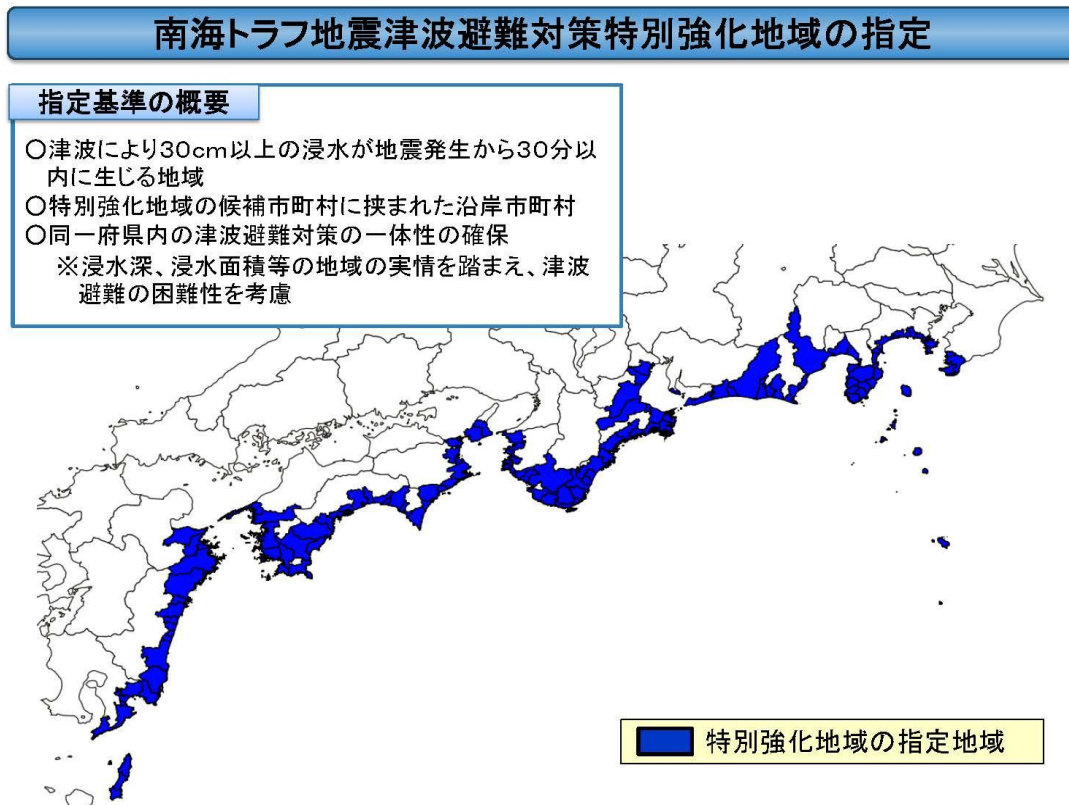 南海トラフ地震津波避難対策特別強化地域の指定
指定基準の概要
○津波により30cm以上の浸水が地震発生から30分以
内に生じる地域
○特別強化地域の候補市町村に挟まれた沿岸市町村
○同一府県内の津波避難対策の一体性の確保
※浸水深、浸水面積等の地域の実情を踏まえ、津波
避難の困難性を考慮
特別強化地域の指定地域